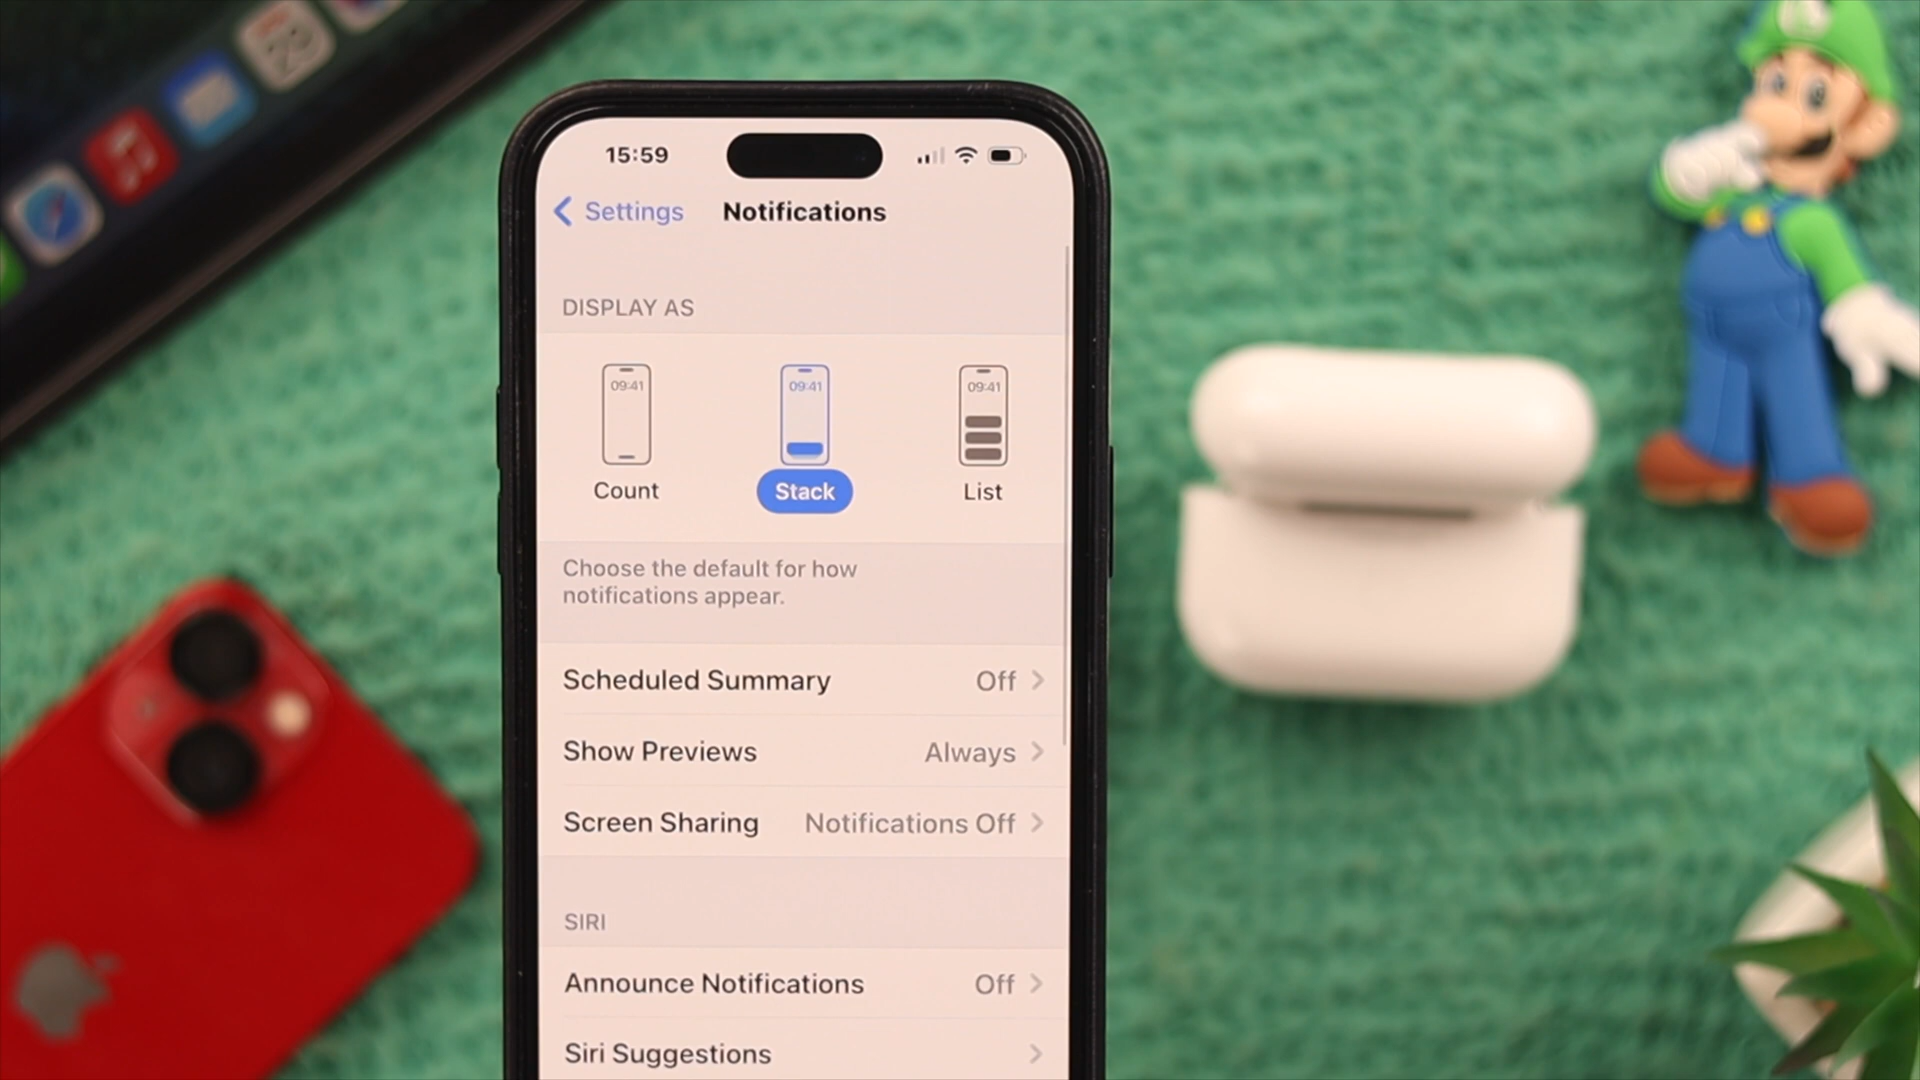 15:59
Settings
Notifications
DISPLAY AS
09:41
09:41
09:41
Count
Stack
List
Choose the default for how
notifications appear.
Scheduled Summary
Off
Show Previews
Always
Screen Sharing
Notifications Off
SIRI
Announce Notifications
Off
Siri Suggestions